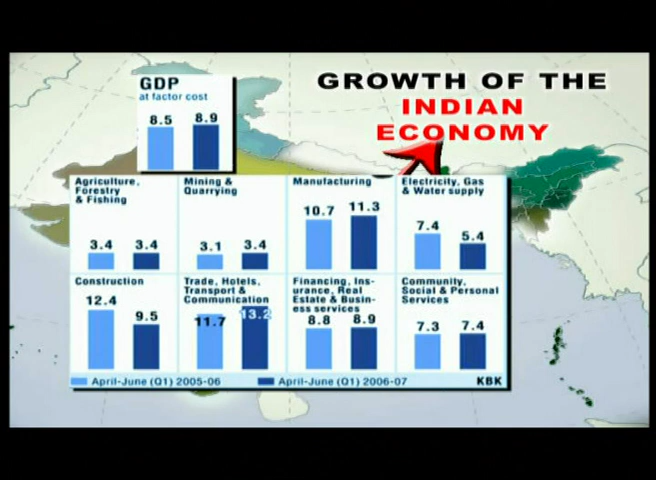 GDP
at factor cost
8.5 8.9
GROWTH OF THE
INDIAN
ECONOMY
Agriculture,
Forestry
& Fishing
3.4 3.4
Mining &
Quarrying
3.1 3.4
Manufacturing
10.7 11.3
Electricity, Gas
& Water supply
7.4 5.4
Construction
12.4 9.5
Trade, Hotels,
Transport &
Communication
11.7 13.2
Financing, Ins-
urance, Real
Estate & Busin-
ess services
8.8 8.9
Community,
Social & Personal
Services
7.3 7.4
April-June (Q1) 2005-06 April-June (Q1) 2006-07 KBK